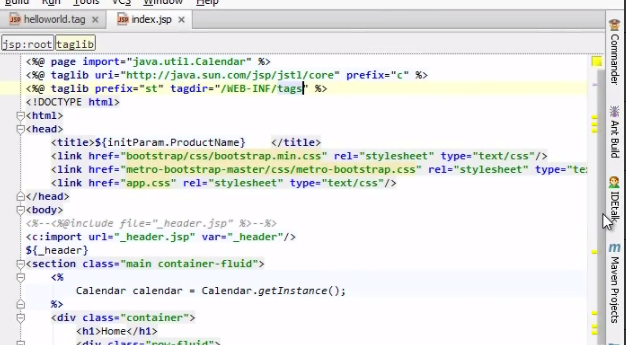 Build Run Tools VCS Window Help
helloworld.tag × index.jsp ×
jsp:root taglib
<%@ page import="java.util.Calendar" %>
<%@ taglib uri="http://java.sun.com/jsp/jstl/core" prefix="c" %>
<%@ taglib prefix="st" tagdir="/WEB-INF/tags" %>
<!DOCTYPE html>
<html>
<head>
<title>${initParam.ProductName} </title>
<link href="bootstrap/css/bootstrap.min.css" rel="stylesheet" type="text/css"/>
<link href="metro-bootstrap-master/css/metro-bootstrap.css" rel="stylesheet" type="te
<link href="app.css" rel="stylesheet" type="text/css"/>
</head>
<body>
<%--<%@include file="_header.jsp" %>--%>
<c:import url="_header.jsp" var="_header"/>
${_header}
<section class="main container-fluid">
<%
Calendar calendar = Calendar.getInstance();
%>
<div class="container">
<h1>Home</h1>
<div class="row-fluid">
Commander
Ant Build
IDEtalk
Maven Projects